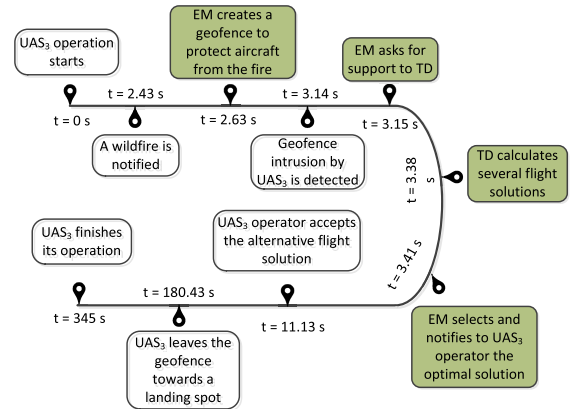 UAS₃ operation
starts
t = 0 s
t = 2.43 s
A wildfire is
notified
EM creates a
geofence to
protect aircraft
from the fire
t = 2.63 s
t = 3.14 s
Geofence
intrusion by
UAS₃ is detected
EM asks for
support to TD
t = 3.15 s
TD calculates
several flight
solutions
t = 3.38
s
t = 3.41 s
EM selects and
notifies to UAS₃
operator the
optimal solution
UAS₃ operator accepts
the alternative flight
solution
t = 11.13 s
t = 180.43 s
UAS₃ leaves the
geofence
towards a
landing spot
UAS₃ finishes
its operation
t = 345 s